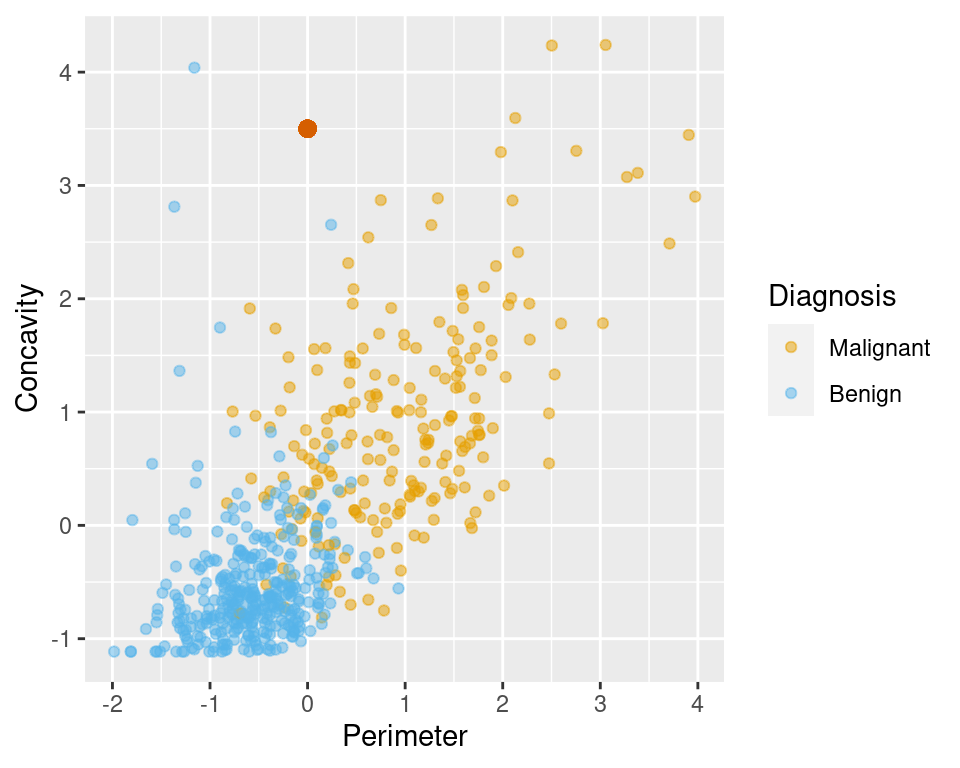 4
3
2
1
0
-1
Concavity
-2 -1 0 1 2 3 4
Perimeter
Diagnosis
Malignant
Benign